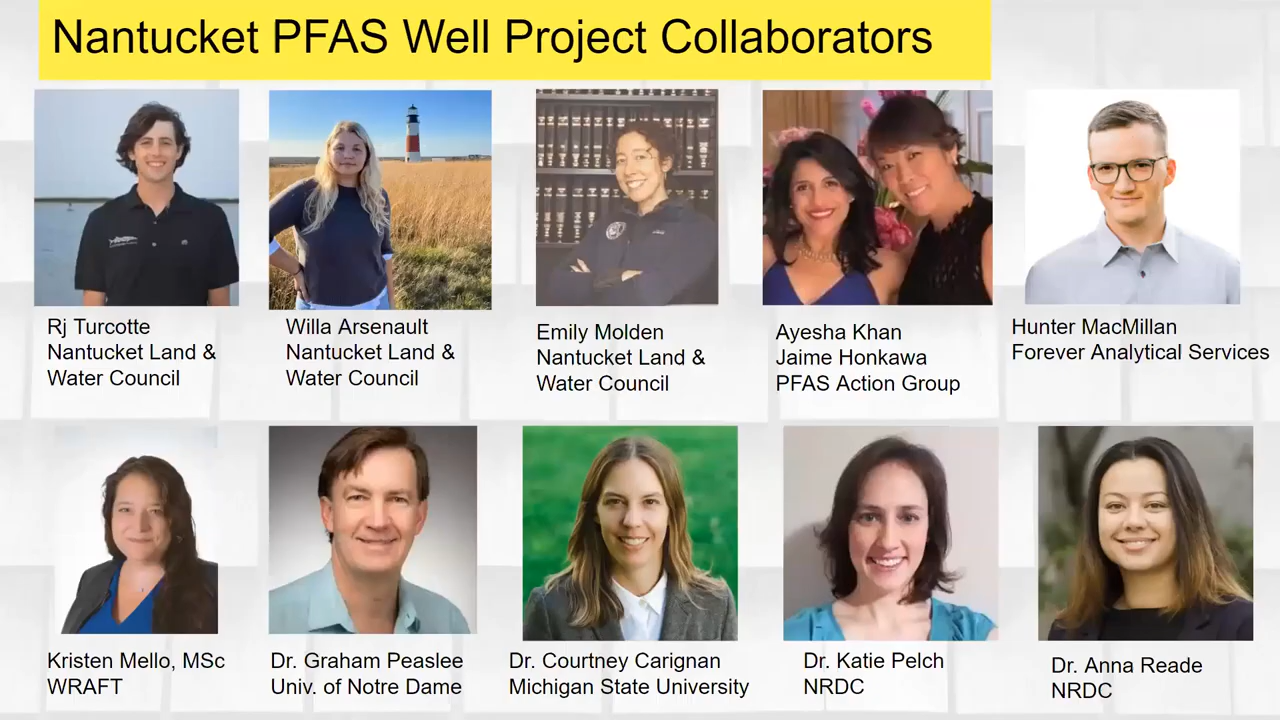 Nantucket PFAS Well Project Collaborators
Rj Turcotte
Nantucket Land &
Water Council
Willa Arsenault
Nantucket Land &
Water Council
Emily Molden
Nantucket Land &
Water Council
Ayesha Khan
Jaime Honkawa
PFAS Action Group
Hunter MacMillan
Forever Analytical Services
Kristen Mello, MSc
WRAFT
Dr. Graham Peaslee
Univ. of Notre Dame
Dr. Courtney Carignan
Michigan State University
Dr. Katie Pelch
NRDC
Dr. Anna Reade
NRDC